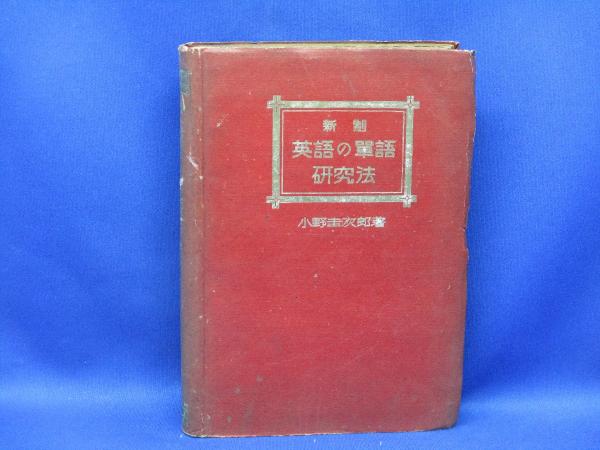 新制
英語の單語
研究法
小野圭次郎著